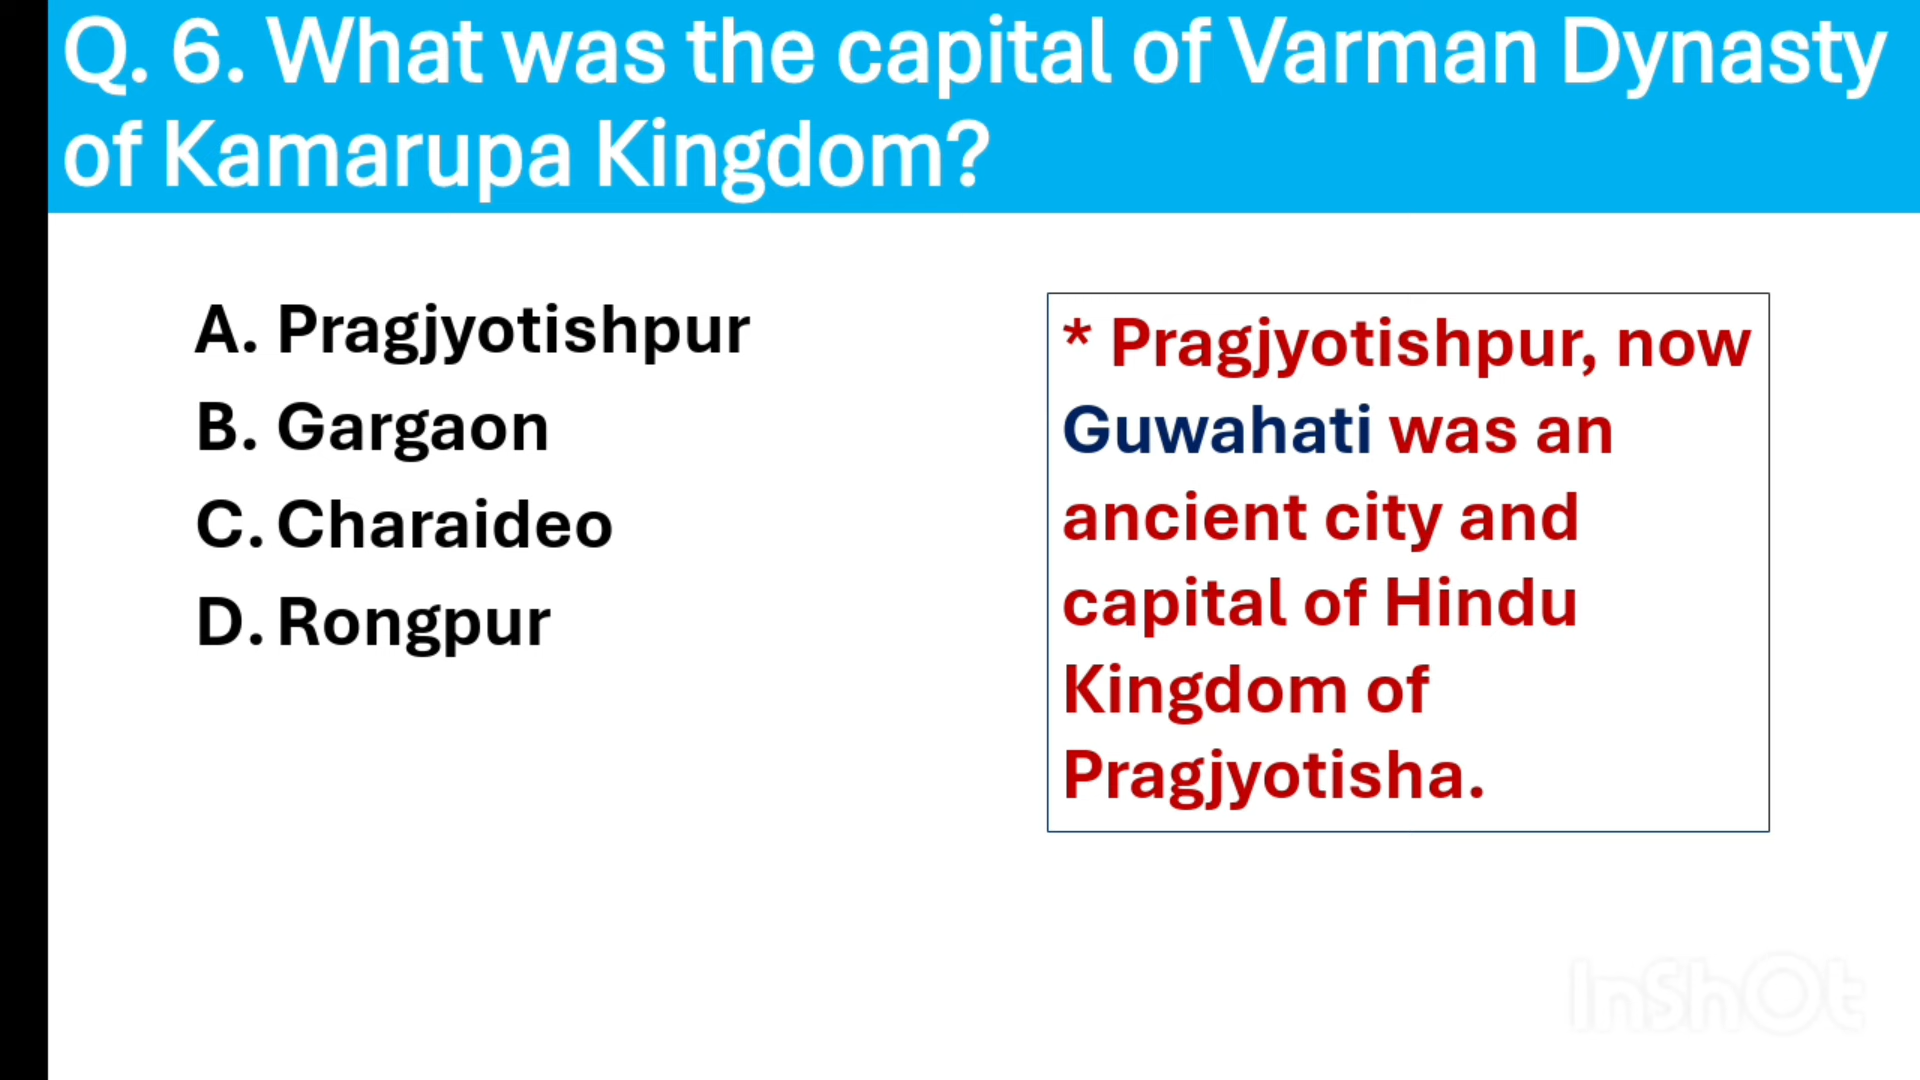 Q. 6. What was the capital of Varman Dynasty
of Kamarupa Kingdom?
A. Pragjyotishpur
B. Gargaon
C. Charaideo
D. Rongpur
* Pragjyotishpur, now
Guwahati was an
ancient city and
capital of Hindu
Kingdom of
Pragjyotisha.
InShOt